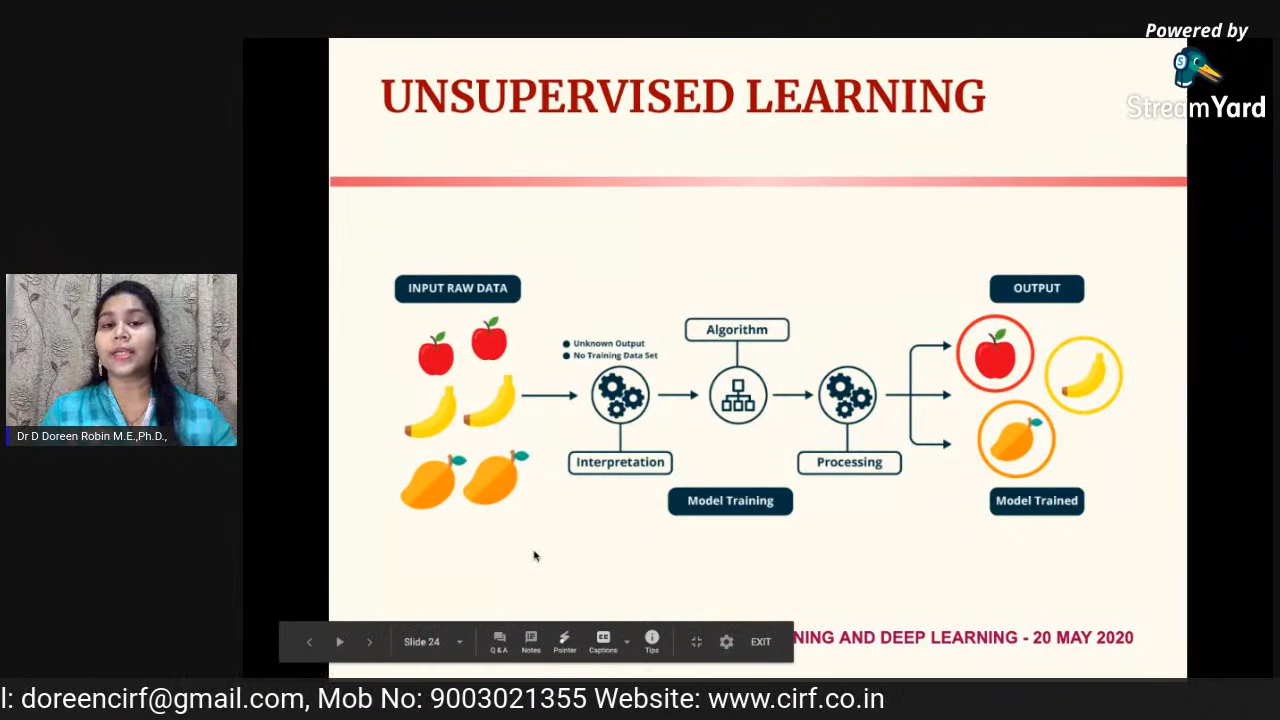 Powered by
StreamYard
UNSUPERVISED LEARNING
INPUT RAW DATA
OUTPUT
Algorithm
Unknown Output
No Training Data Set
Interpretation
Processing
Model Training
Model Trained
Dr D Doreen Robin M.E.,Ph.D.,
Slide 24
Q & A
Notes
Pointer
Captions
Tips
EXIT
AND DEEP LEARNING - 20 MAY 2020
doreencirf@gmail.com, Mob No: 9003021355 Website: www.cirf.co.in